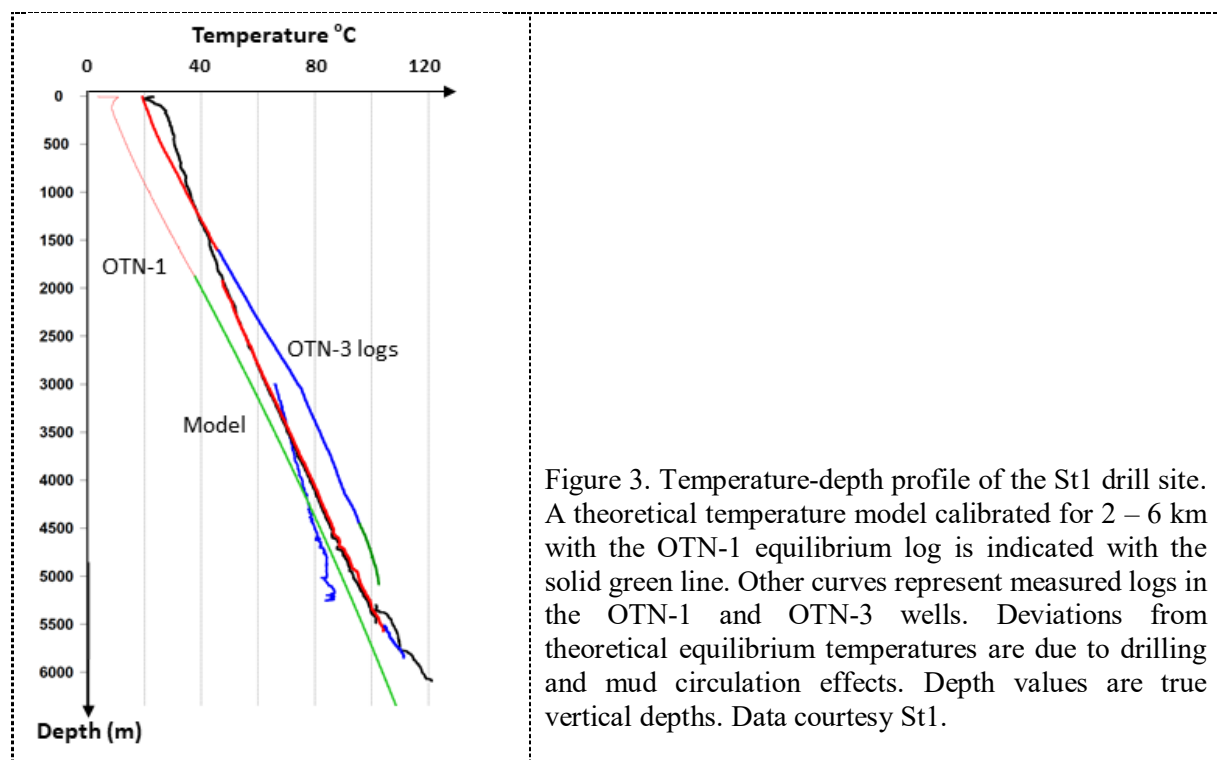 Temperature °C
0 40 80 120
0
500
1000
1500
OTN-1
2000
2500
OTN-3 logs
3000
Model
3500
4000
4500
5000
5500
6000
Depth (m)
Figure 3. Temperature-depth profile of the St1 drill site.
A theoretical temperature model calibrated for 2 – 6 km
with the OTN-1 equilibrium log is indicated with the
solid green line. Other curves represent measured logs in
the OTN-1 and OTN-3 wells. Deviations from
theoretical equilibrium temperatures are due to drilling
and mud circulation effects. Depth values are true
vertical depths. Data courtesy St1.